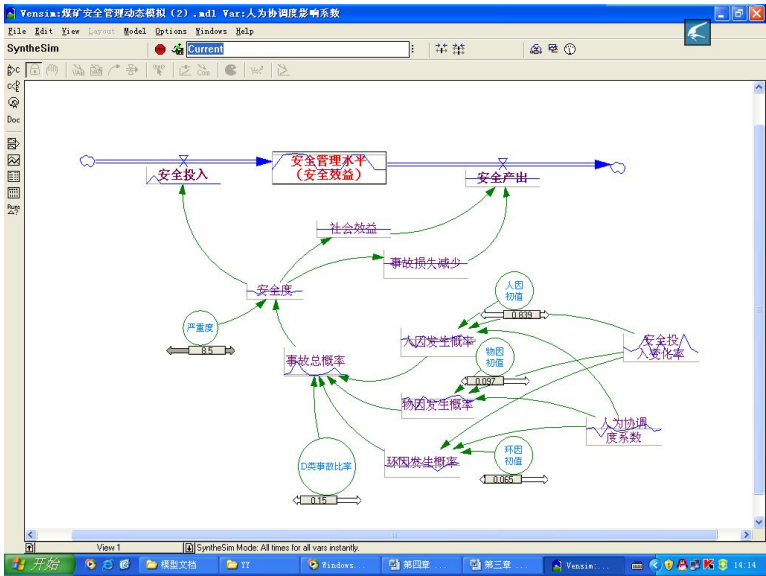 Vensim:煤矿安全管理动态模拟（2）.mdl Var:人为协调度影响系数
File Edit View Layout Model Options Windows Help
SyntheSim
Current
Doc
安全管理水平
（安全效益）
安全投入
安全产出
社会效益
事故损失减少
安全度
人因
初值
0.839
严重度
8.5
人因发生概率
安全投
入变化率
物因
初值
0.097
事故总概率
物因发生概率
人为协调
度系数
环因发生概率
环因
初值
0.065
D类事故比率
0.15
View 1
SyntheSim Mode: All times for all vars instantly.
开始
模型文档
YY
Windows...
第四章 ...
第三章 ...
Vensim:...
14:14